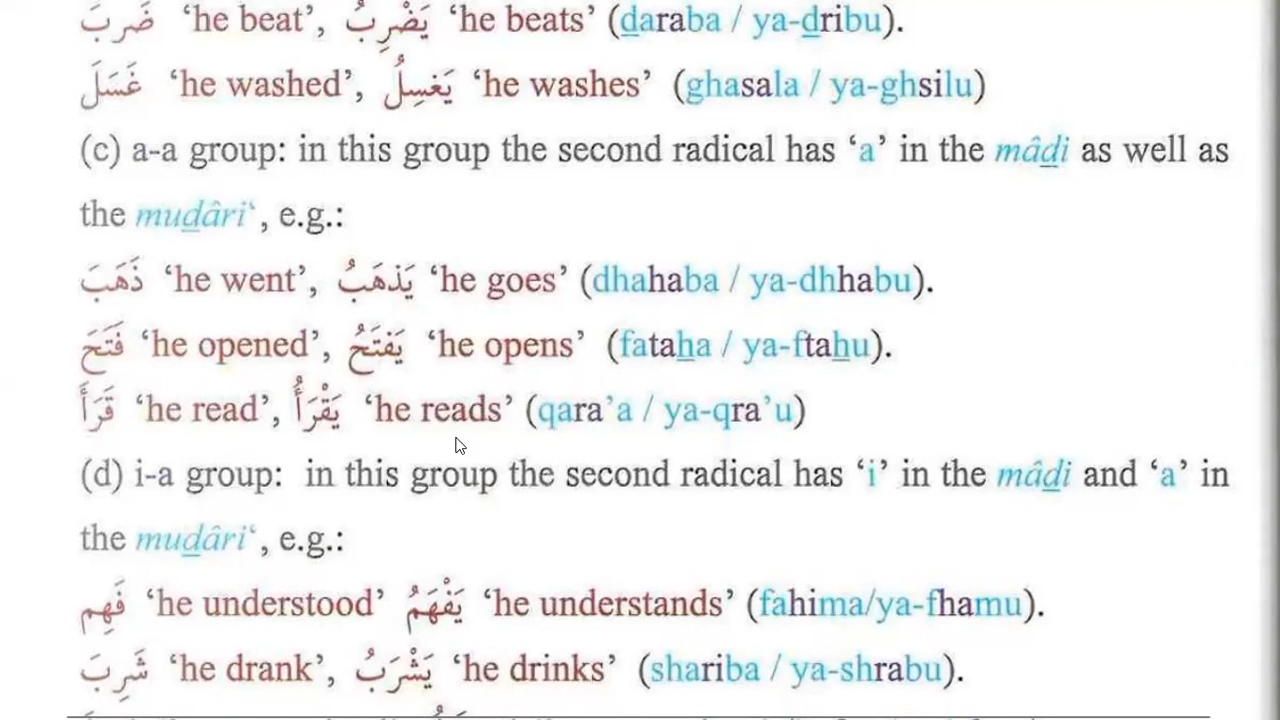 ضَربَ ‘he beat’, يَضْرِبُ ‘he beats’ (daraba / ya-dribu).
غَسَلَ ‘he washed’, يَغسِلُ ‘he washes’ (ghasala / ya-ghsilu)
(c) a-a group: in this group the second radical has ‘a’ in the mâdi as well as
the mudâri‘, e.g.:
ذَهَبَ ‘he went’, يَذهَبُ ‘he goes’ (dhahaba / ya-dhhabu).
فَتَحَ ‘he opened’, يَفتَحُ ‘he opens’ (fataha / ya-ftahu).
قَرَأَ ‘he read’, يَقْرَأُ ‘he reads’ (qara’a / ya-qra’u)
(d) i-a group: in this group the second radical has ‘i’ in the mâdi and ‘a’ in
the mudâri‘, e.g.:
فَهِم ‘he understood’ يَفْهَمُ ‘he understands’ (fahima/ya-fhamu).
شَرِبَ ‘he drank’, يَشْرَبُ ‘he drinks’ (shariba / ya-shrabu).